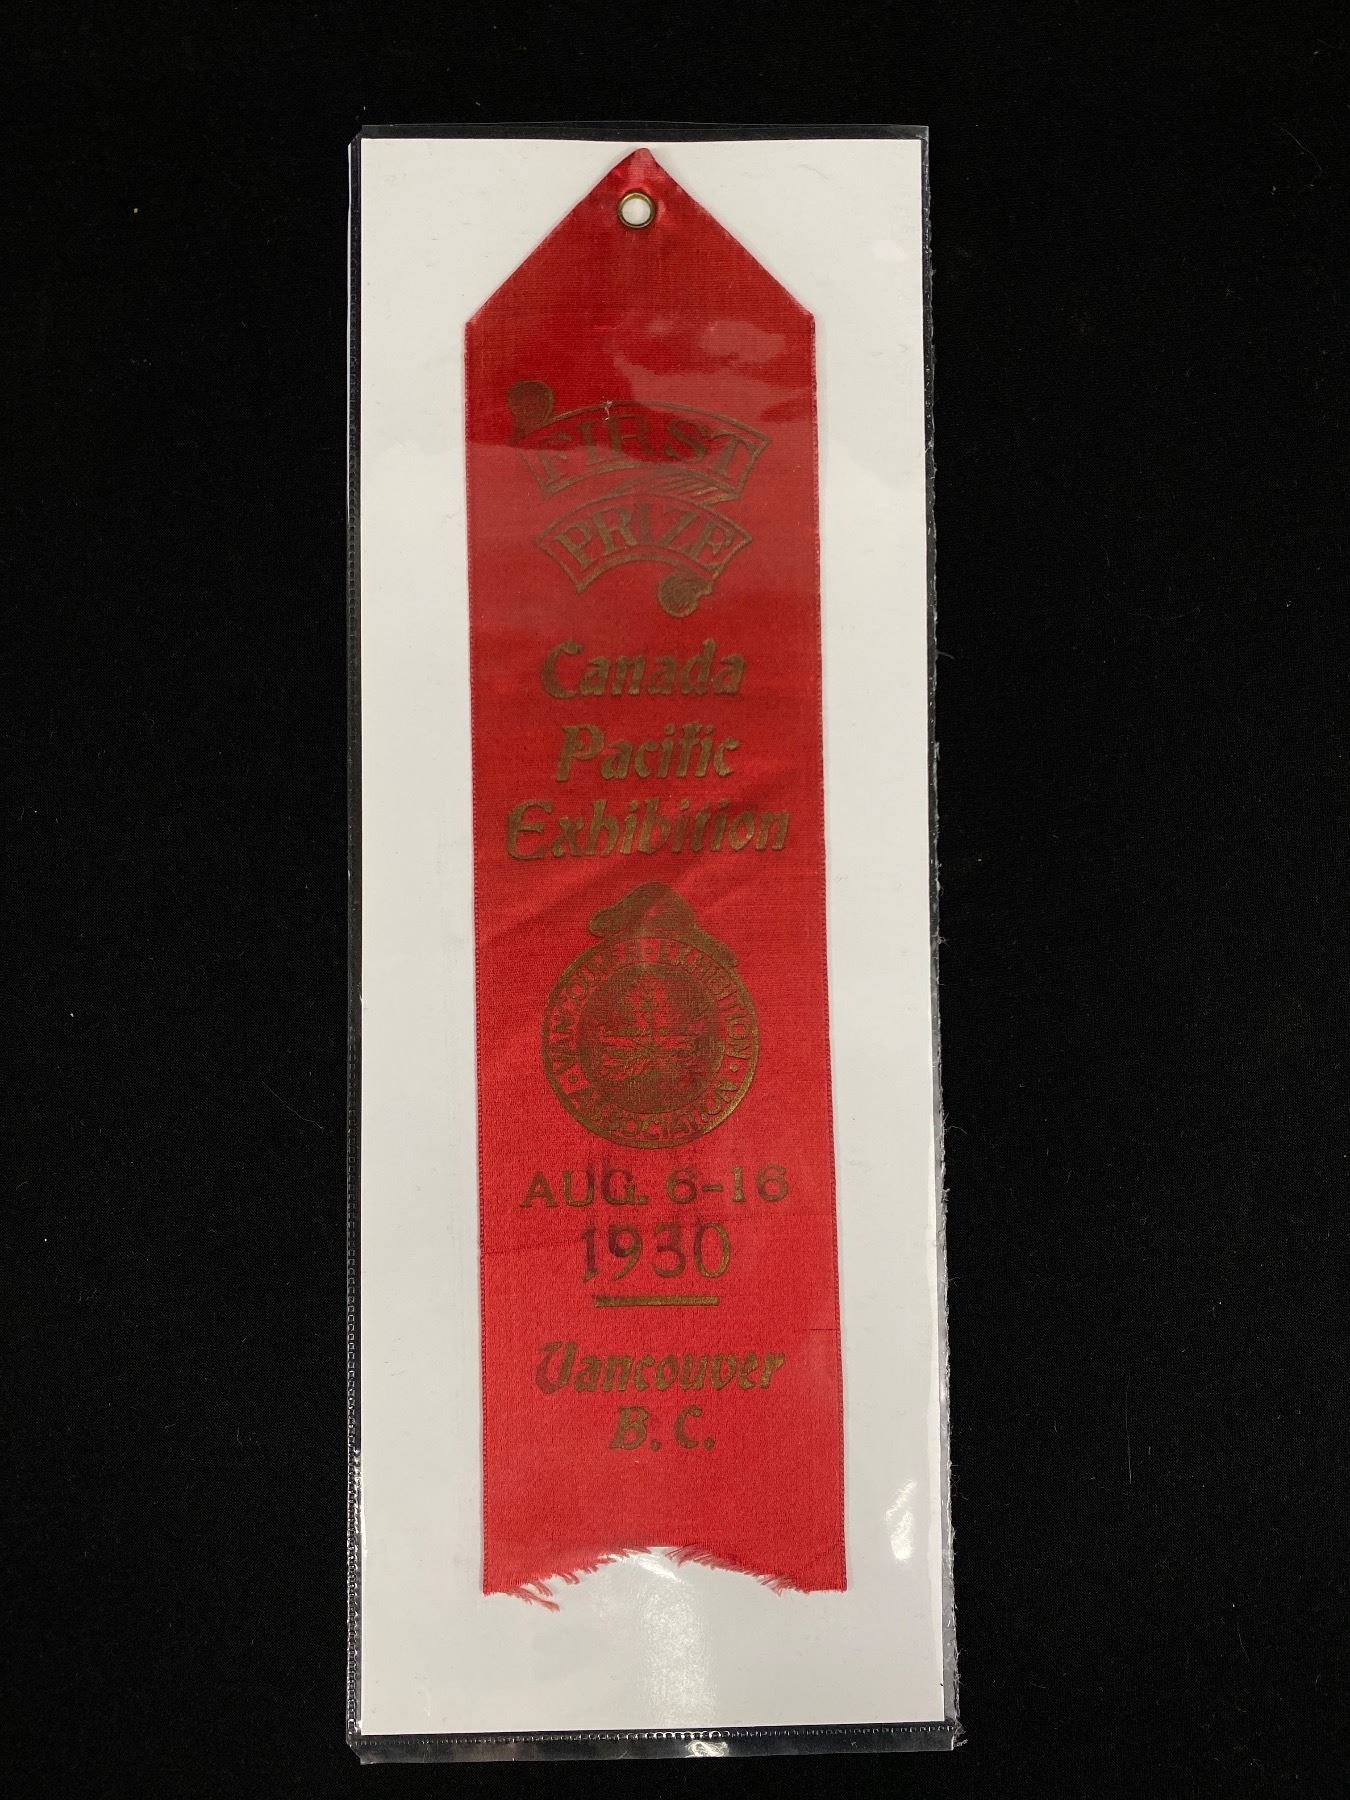 FIRST
PRIZE
Canada
Pacific
Exhibition
VANCOUVER · EXHIBITION
· ASSOCIATION ·
AUG. 6-16
1930
Vancouver
B. C.